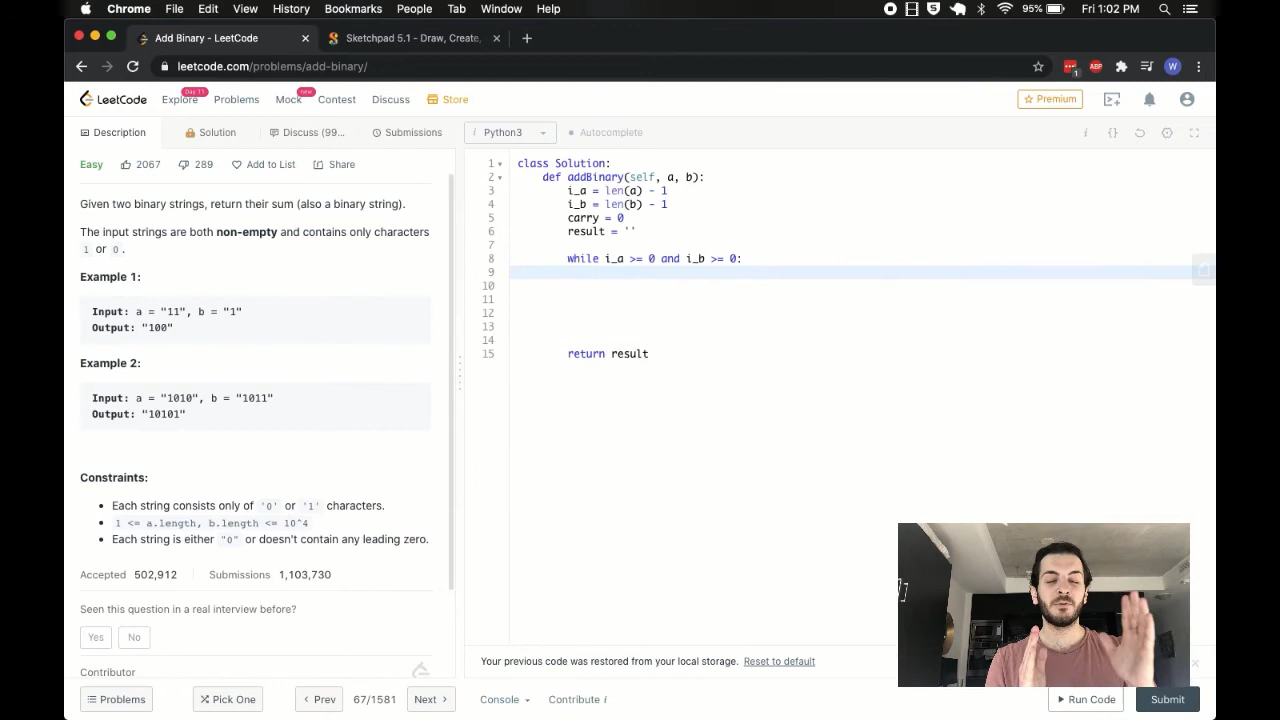 Chrome File Edit View History Bookmarks People Tab Window Help 95% Fri 1:02 PM
Add Binary - LeetCode
Sketchpad 5.1 - Draw, Create,
leetcode.com/problems/add-binary/
LeetCode Explore Day 11 Problems Mock new Contest Discuss Store Premium
Description Solution Discuss (99... Submissions
i Python3 Autocomplete
Easy 2067 289 Add to List Share
Given two binary strings, return their sum (also a binary string).
The input strings are both non-empty and contains only characters
1 or 0.
Example 1:
Input: a = "11", b = "1"
Output: "100"
Example 2:
Input: a = "1010", b = "1011"
Output: "10101"
Constraints:
Each string consists only of '0' or '1' characters.
1 <= a.length, b.length <= 10^4
Each string is either "0" or doesn't contain any leading zero.
Accepted 502,912 Submissions 1,103,730
Seen this question in a real interview before?
Yes No
Contributor
Problems Pick One Prev 67/1581 Next
1 class Solution:
2 def addBinary(self, a, b):
3 i_a = len(a) - 1
4 i_b = len(b) - 1
5 carry = 0
6 result = ''
7
8 while i_a >= 0 and i_b >= 0:
9
10
11
12
13
14
15 return result
Your previous code was restored from your local storage. Reset to default
Console Contribute i Run Code Submit